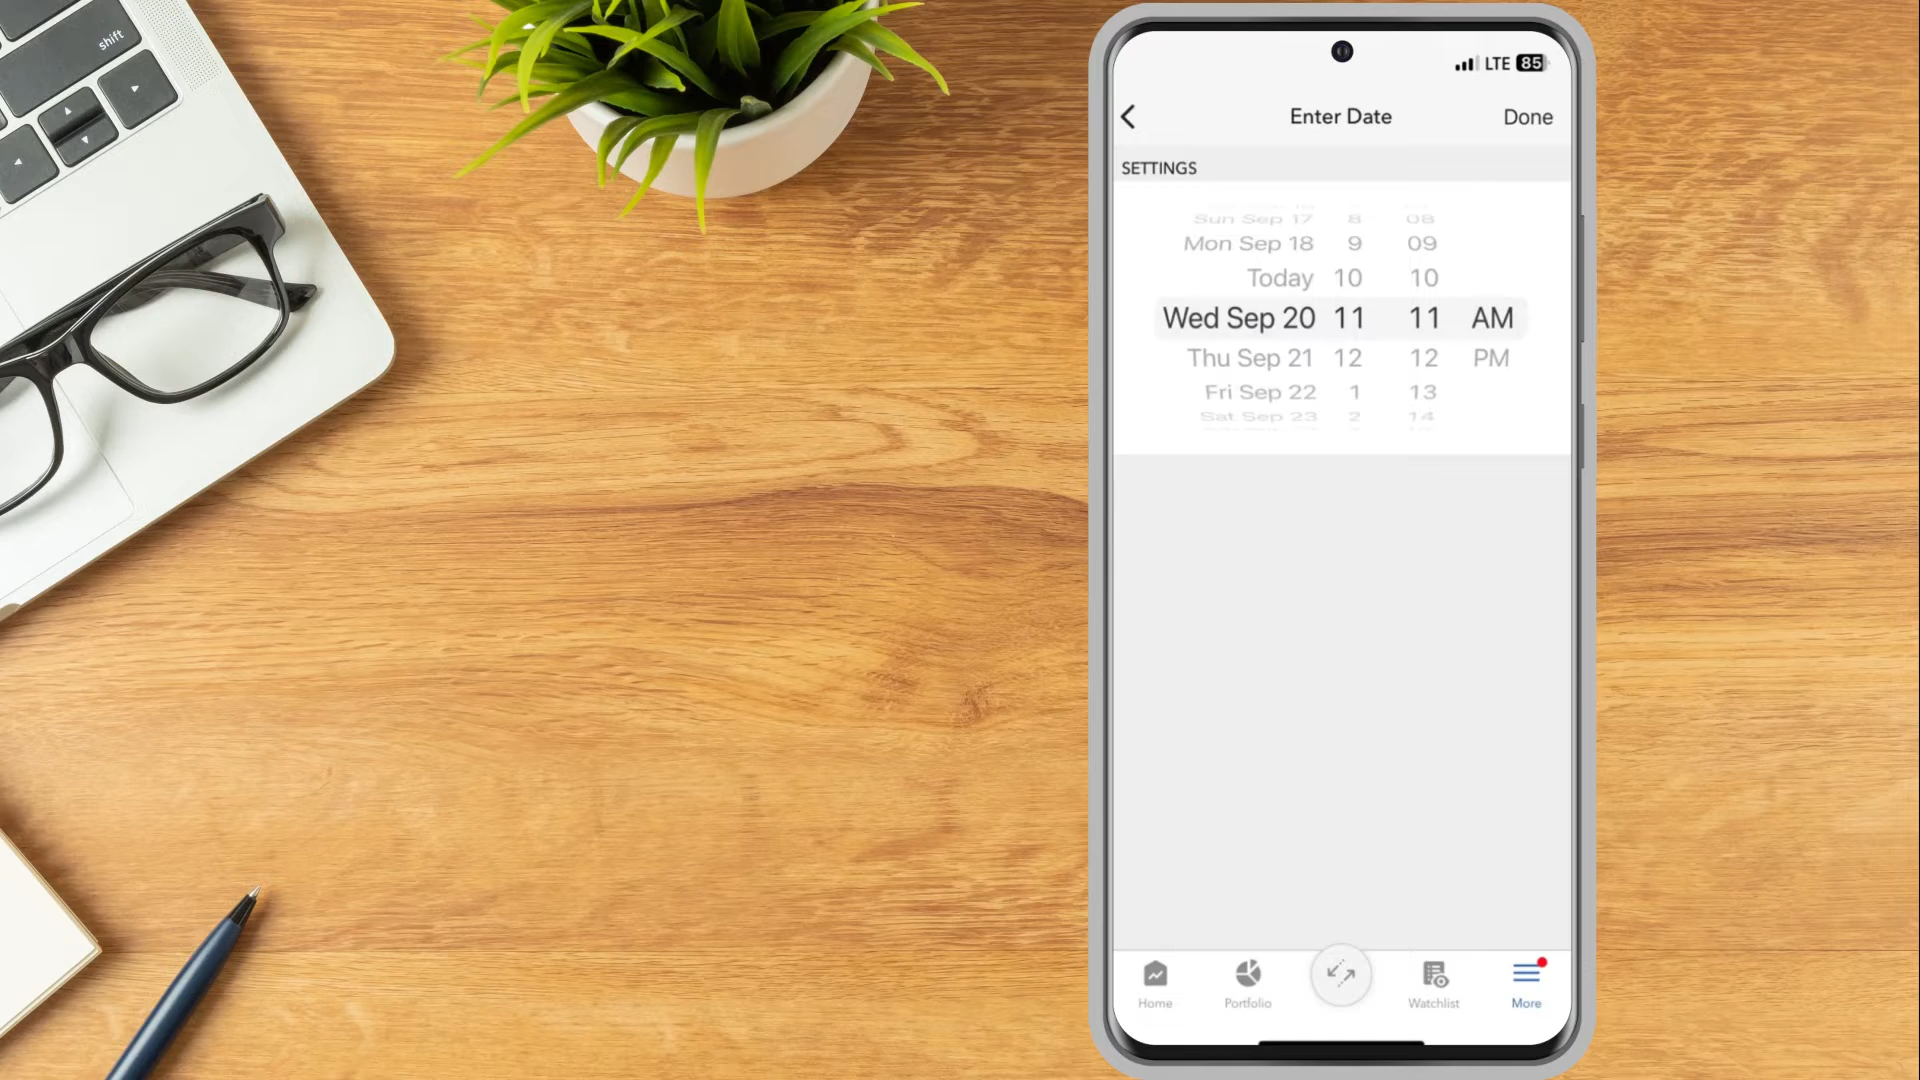 shift
LTE 85
Enter Date Done
SETTINGS
Sun Sep 17 8 08
Mon Sep 18 9 09
Today 10 10
Wed Sep 20 11 11 AM
Thu Sep 21 12 12 PM
Fri Sep 22 1 13
Sat Sep 23 2 14
Home Portfolio Watchlist More